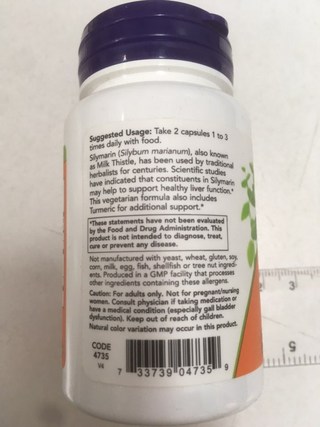 Suggested Usage: Take 2 capsules 1 to 3
times daily with food.
Silymarin (Silybum marianum), also known
as Milk Thistle, has been used by traditional
herbalists for centuries. Scientific studies
have indicated that constituents in Silymarin
may help to support healthy liver function.*
This vegetarian formula also includes
Turmeric for additional support.*
*These statements have not been evaluated
by the Food and Drug Administration. This
product is not intended to diagnose, treat,
cure or prevent any disease.
Not manufactured with yeast, wheat, gluten, soy,
corn, milk, egg, fish, shellfish or tree nut ingredi-
ents. Produced in a GMP facility that processes
other ingredients containing these allergens.
Caution: For adults only. Not for pregnant/nursing
women. Consult physician if taking medication or
have a medical condition (especially gall bladder
dysfunction). Keep out of reach of children.
Natural color variation may occur in this product.
CODE
4735
VA
7 33739 04735 9
3
5